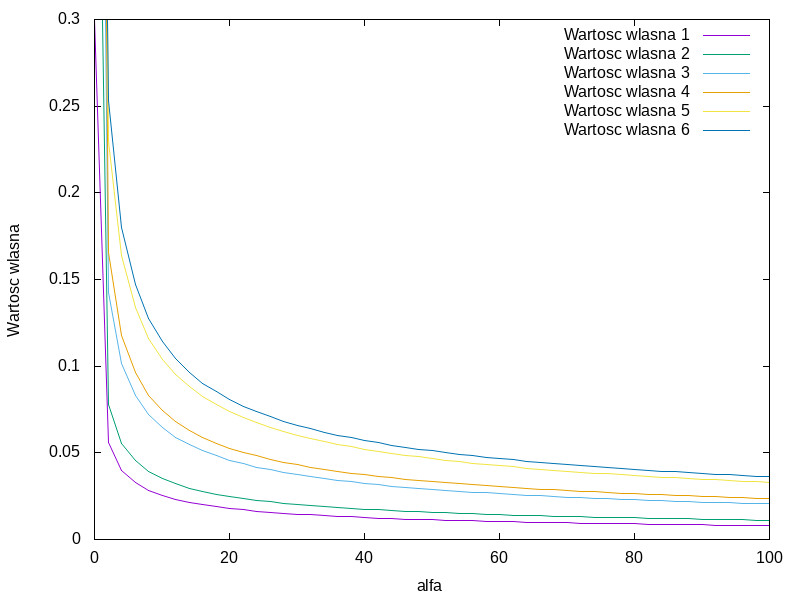 0.3
0.25
0.2
0.15
0.1
0.05
0
0 20 40 60 80 100
Wartosc wlasna
alfa
Wartosc wlasna 1
Wartosc wlasna 2
Wartosc wlasna 3
Wartosc wlasna 4
Wartosc wlasna 5
Wartosc wlasna 6